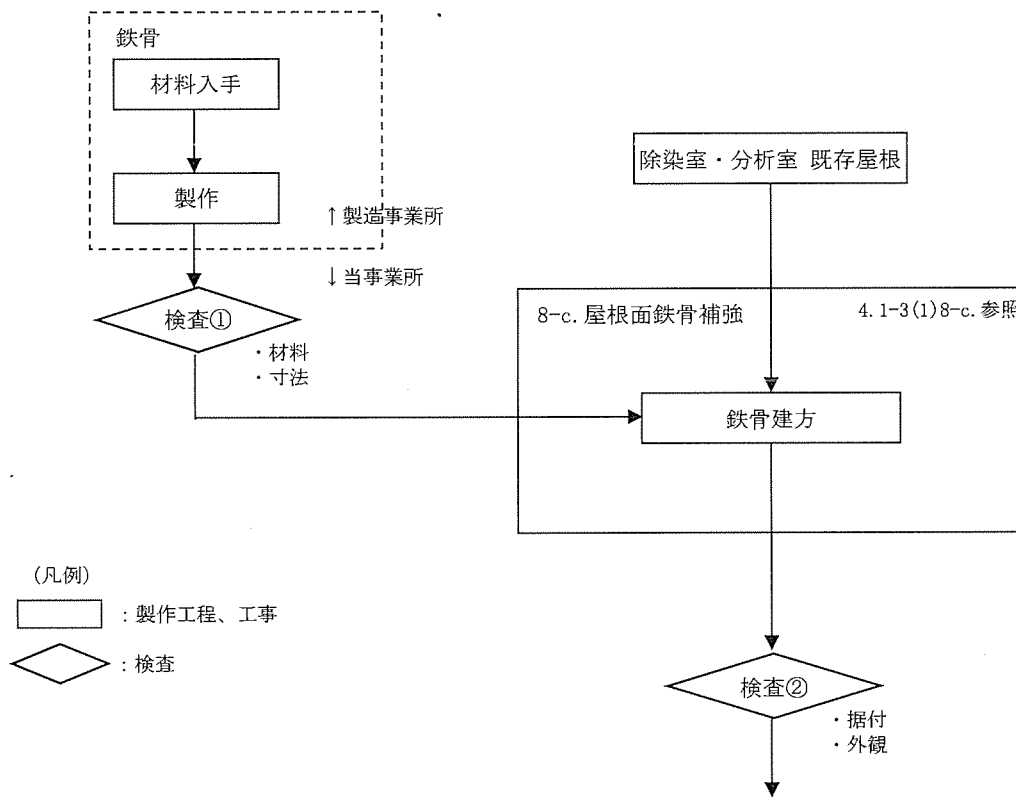 鉄骨
材料入手
製作
↑製造事業所
↓当事業所
検査①
・材料
・寸法
除染室・分析室 既存屋根
8-c.屋根面鉄骨補強
4.1-3(1)8-c.参照
鉄骨建方
検査②
・据付
・外観
(凡例)
：製作工程、工事
：検査